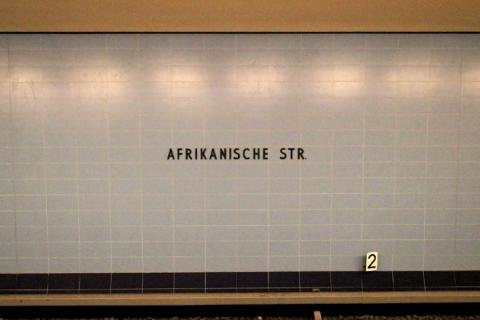 AFRIKANISCHE STR.
2